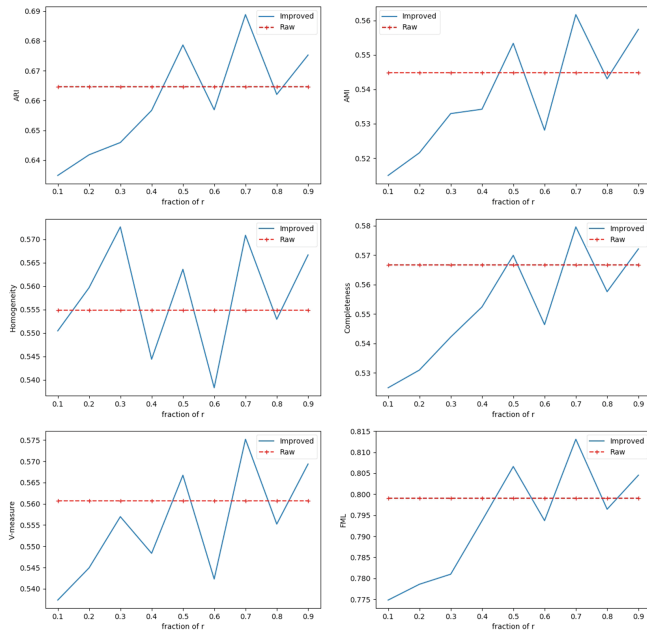 0.69
0.68
0.67
0.66
0.65
0.64
ARI
0.1 0.2 0.3 0.4 0.5 0.6 0.7 0.8 0.9
fraction of r
Improved
Raw
0.56
0.55
0.54
0.53
0.52
AMI
0.1 0.2 0.3 0.4 0.5 0.6 0.7 0.8 0.9
fraction of r
Improved
Raw
0.570
0.565
0.560
0.555
0.550
0.545
0.540
Homogeneity
0.1 0.2 0.3 0.4 0.5 0.6 0.7 0.8 0.9
fraction of r
Improved
Raw
0.58
0.57
0.56
0.55
0.54
0.53
Completeness
0.1 0.2 0.3 0.4 0.5 0.6 0.7 0.8 0.9
fraction of r
Improved
Raw
0.575
0.570
0.565
0.560
0.555
0.550
0.545
0.540
V-measure
0.1 0.2 0.3 0.4 0.5 0.6 0.7 0.8 0.9
fraction of r
Improved
Raw
0.815
0.810
0.805
0.800
0.795
0.790
0.785
0.780
0.775
FML
0.1 0.2 0.3 0.4 0.5 0.6 0.7 0.8 0.9
fraction of r
Improved
Raw